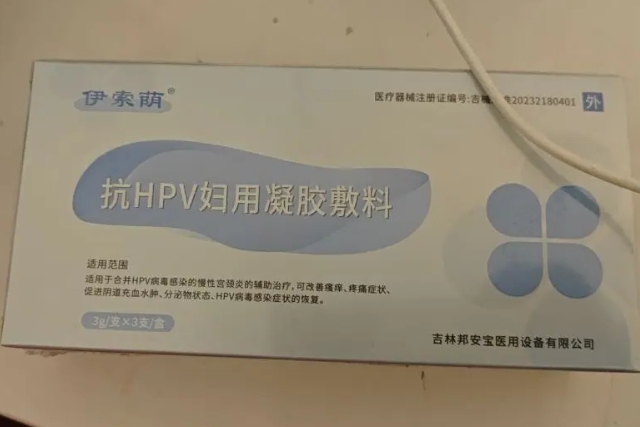 伊索萌®
医疗器械注册证编号:吉械 准20232180401 外
抗HPV妇用凝胶敷料
适用范围
适用于合并HPV病毒感染的慢性宫颈炎的辅助治疗,可改善瘙痒、疼痛症状、
促进阴道充血水肿、分泌物状态、HPV病毒感染症状的恢复。
3g/支×3支/盒
吉林邦安宝医用设备有限公司